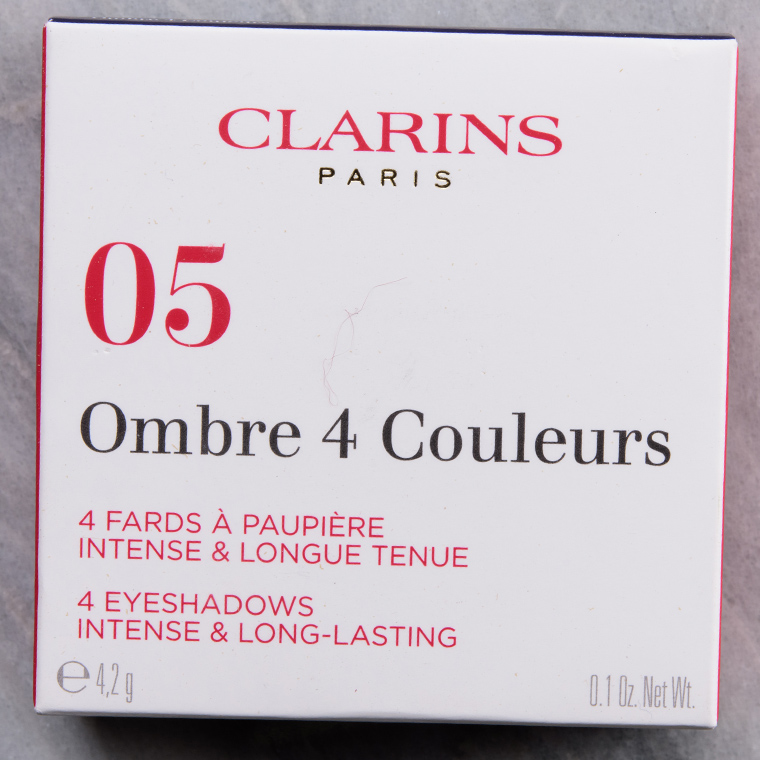 CLARINS
PARIS
05
Ombre 4 Couleurs
4 FARDS À PAUPIÈRE
INTENSE & LONGUE TENUE
4 EYESHADOWS
INTENSE & LONG-LASTING
℮ 4,2 g
0.1 Oz. Net Wt.